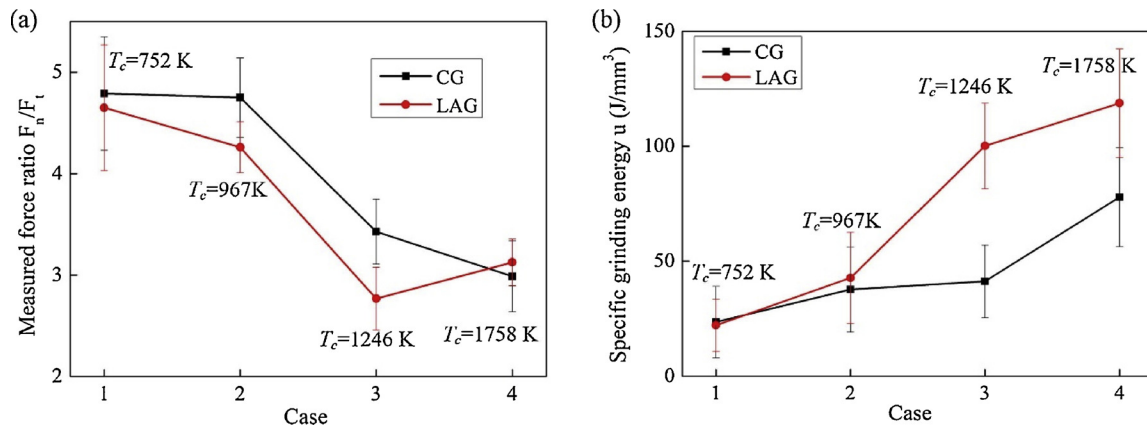 (a)
Measured force ratio Fn/Ft
5
4
3
2
Tc=752 K
CG
LAG
Tc=967K
Tc=1246 K
Tc=1758 K
1 2 3 4
Case
(b)
Specific grinding energy u (J/mm³)
150
100
50
0
CG
LAG
Tc=1758 K
Tc=1246 K
Tc=967K
Tc=752 K
1 2 3 4
Case